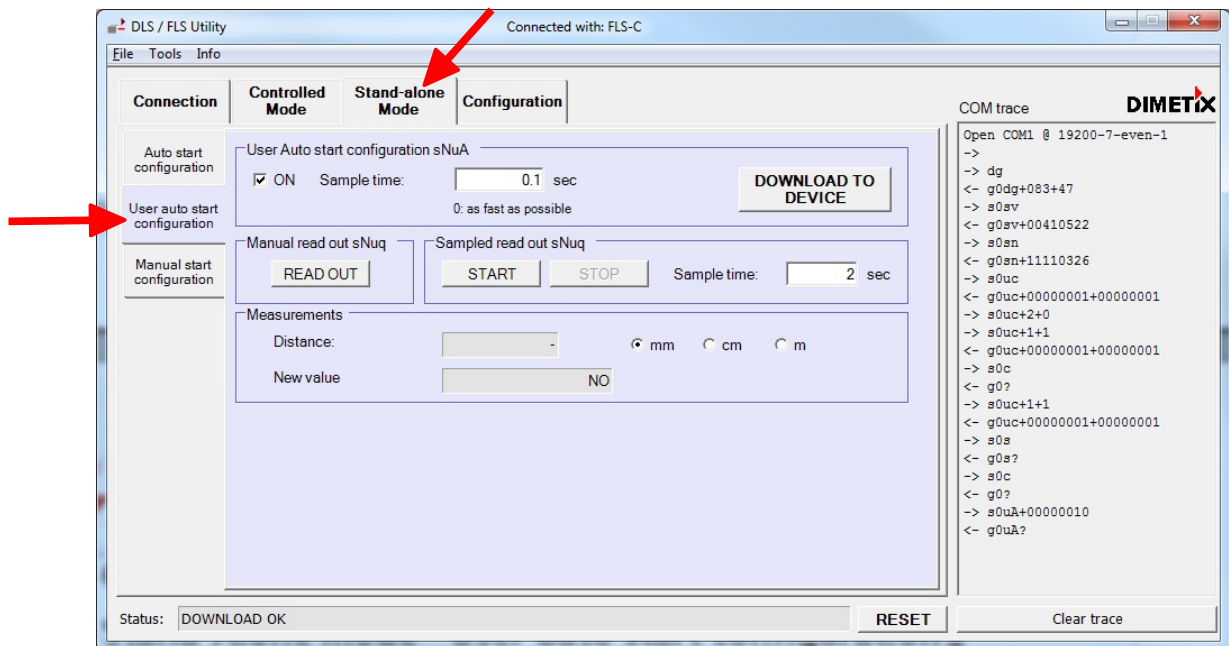 DLS / FLS Utility
Connected with: FLS-C
File Tools Info
Connection
Controlled
Mode
Stand-alone
Mode
Configuration
Auto start
configuration
User auto start
configuration
Manual start
configuration
User Auto start configuration sNuA
ON Sample time: 0.1 sec
0: as fast as possible
DOWNLOAD TO
DEVICE
Manual read out sNuq
READ OUT
Sampled read out sNuq
START STOP Sample time: 2 sec
Measurements
Distance: - mm cm m
New value NO
COM trace
DIMETIX
Open COM1 @ 19200-7-even-1
->
-> dg
<- g0dg+083+47
-> s0sv
<- g0sv+00410522
-> s0sn
<- g0sn+11110326
-> s0uc
<- g0uc+00000001+00000001
-> s0uc+2+0
-> s0uc+1+1
<- g0uc+00000001+00000001
-> s0c
<- g0?
-> s0uc+1+1
<- g0uc+00000001+00000001
-> s0s
<- g0s?
-> s0c
<- g0?
-> s0uA+00000010
<- g0uA?
Status: DOWNLOAD OK
RESET
Clear trace